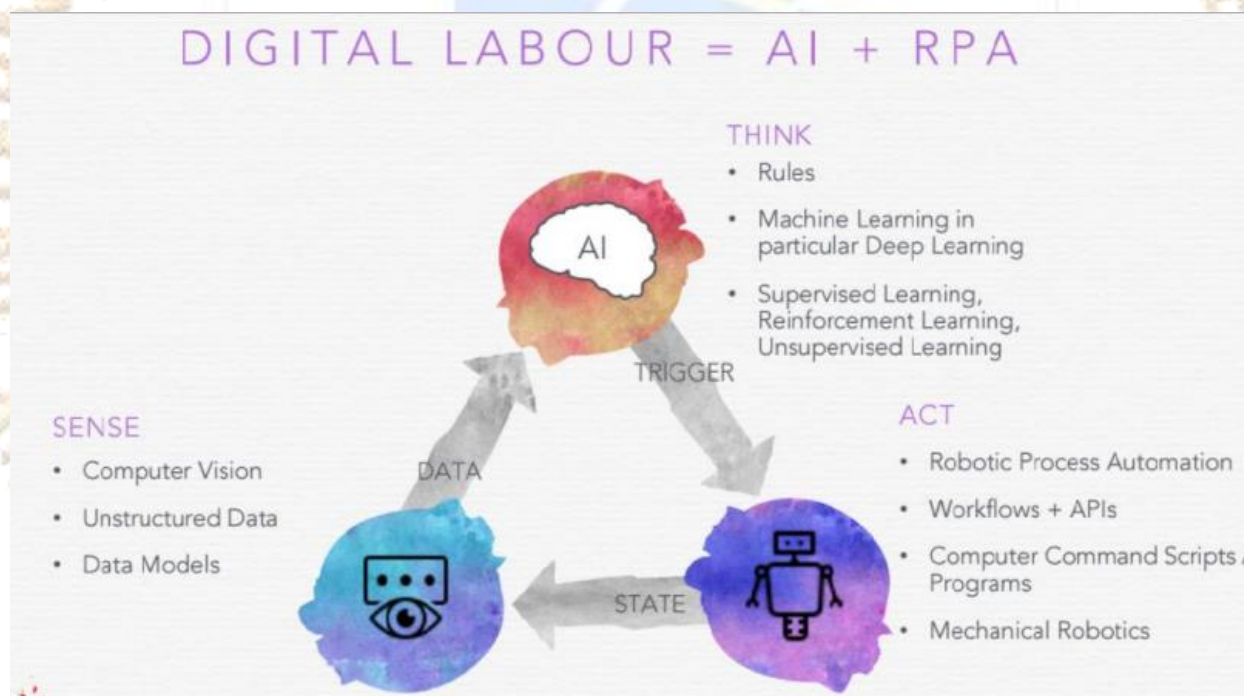 DIGITAL LABOUR = AI + RPA
THINK
• Rules
• Machine Learning in
particular Deep Learning
• Supervised Learning,
Reinforcement Learning,
Unsupervised Learning
AI
TRIGGER
SENSE
• Computer Vision
• Unstructured Data
• Data Models
DATA
ACT
• Robotic Process Automation
• Workflows + APIs
• Computer Command Scripts
Programs
• Mechanical Robotics
STATE